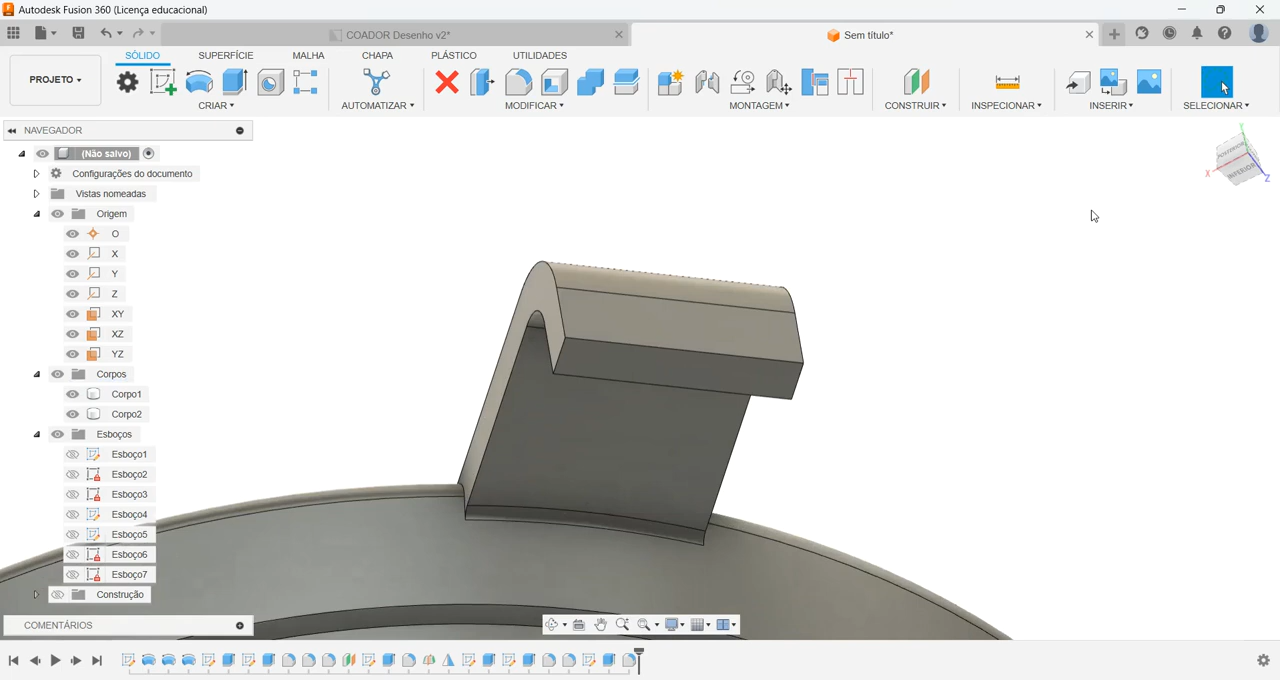 Autodesk Fusion 360 (Licença educacional)
COADOR Desenho v2*
Sem título*
SÓLIDO SUPERFÍCIE MALHA CHAPA PLÁSTICO UTILIDADES
PROJETO
CRIAR AUTOMATIZAR MODIFICAR MONTAGEM CONSTRUIR INSPECIONAR INSERIR SELECIONAR
NAVEGADOR
(Não salvo)
Configurações do documento
Vistas nomeadas
Origem
O
X
Y
Z
XY
XZ
YZ
Corpos
Corpo1
Corpo2
Esboços
Esboço1
Esboço2
Esboço3
Esboço4
Esboço5
Esboço6
Esboço7
Construção
COMENTÁRIOS
POSTERIOR
INFERIOR
Y
X
Z